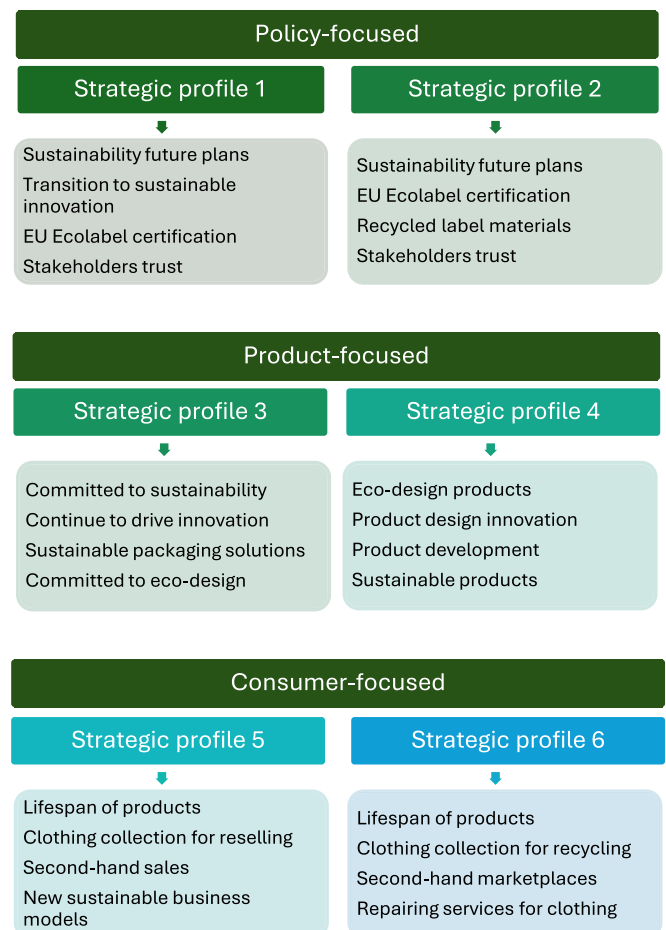 Policy-focused
Strategic profile 1
Sustainability future plans
Transition to sustainable
innovation
EU Ecolabel certification
Stakeholders trust
Strategic profile 2
Sustainability future plans
EU Ecolabel certification
Recycled label materials
Stakeholders trust
Product-focused
Strategic profile 3
Committed to sustainability
Continue to drive innovation
Sustainable packaging solutions
Committed to eco-design
Strategic profile 4
Eco-design products
Product design innovation
Product development
Sustainable products
Consumer-focused
Strategic profile 5
Lifespan of products
Clothing collection for reselling
Second-hand sales
New sustainable business
models
Strategic profile 6
Lifespan of products
Clothing collection for recycling
Second-hand marketplaces
Repairing services for clothing